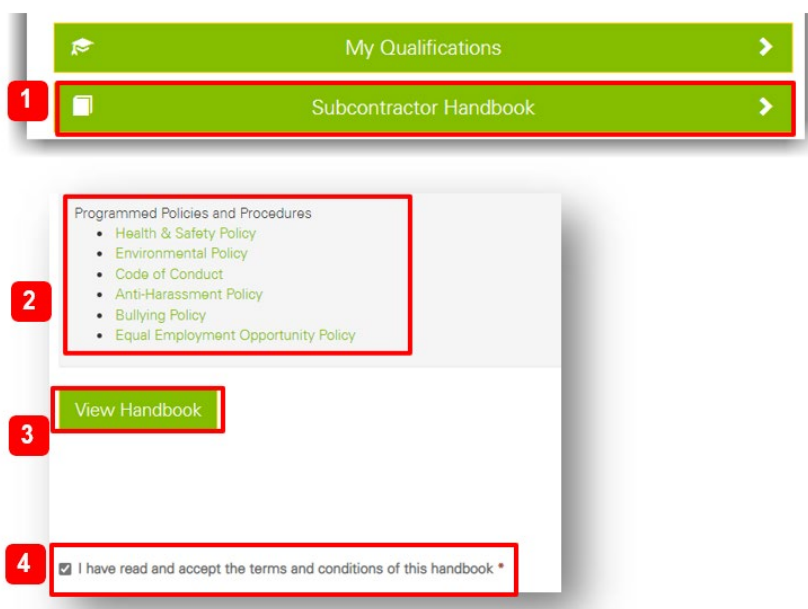 My Qualifications
1
Subcontractor Handbook
Programmed Policies and Procedures
• Health & Safety Policy
• Environmental Policy
• Code of Conduct
• Anti-Harassment Policy
• Bullying Policy
• Equal Employment Opportunity Policy
2
View Handbook
3
4
I have read and accept the terms and conditions of this handbook *